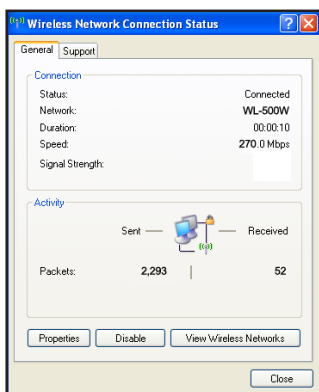 Wireless Network Connection Status
General Support
Connection
Status: Connected
Network: WL-500W
Duration: 00:00:10
Speed: 270.0 Mbps
Signal Strength:
Activity
Sent — — Received
Packets: 2,293 | 52
Properties Disable View Wireless Networks
Close